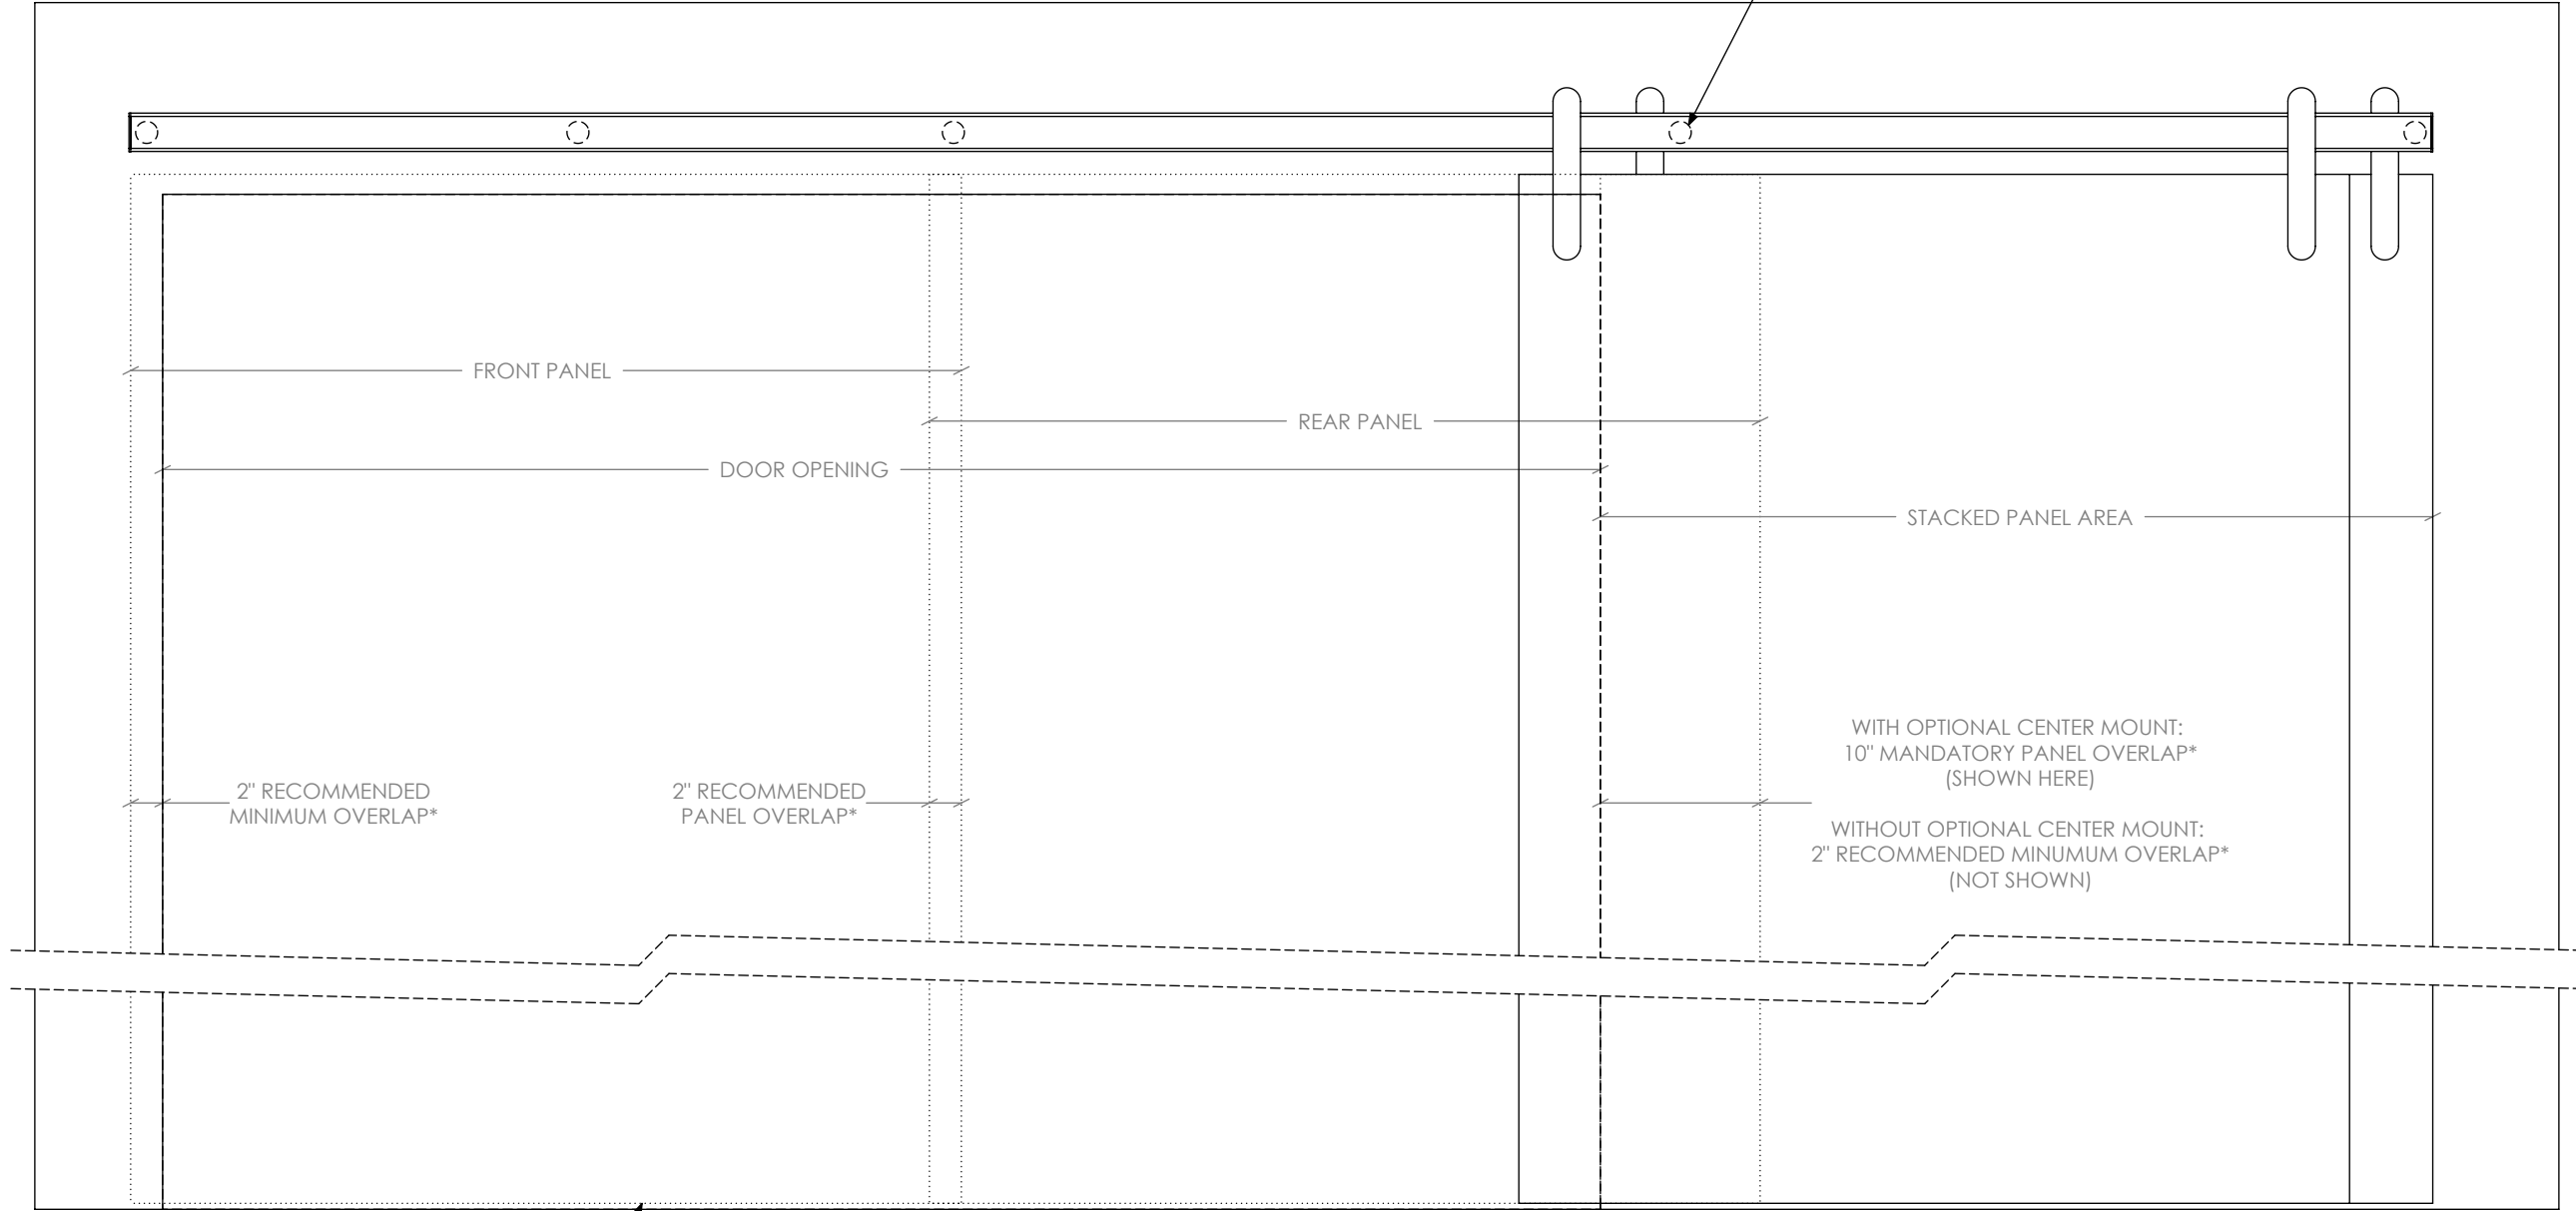 FRONT PANEL
REAR PANEL
DOOR OPENING
STACKED PANEL AREA
WITH OPTIONAL CENTER MOUNT:
10" MANDATORY PANEL OVERLAP*
(SHOWN HERE)
2" RECOMMENDED
MINIMUM OVERLAP*
2" RECOMMENDED
PANEL OVERLAP*
WITHOUT OPTIONAL CENTER MOUNT:
2" RECOMMENDED MINUMUM OVERLAP*
(NOT SHOWN)